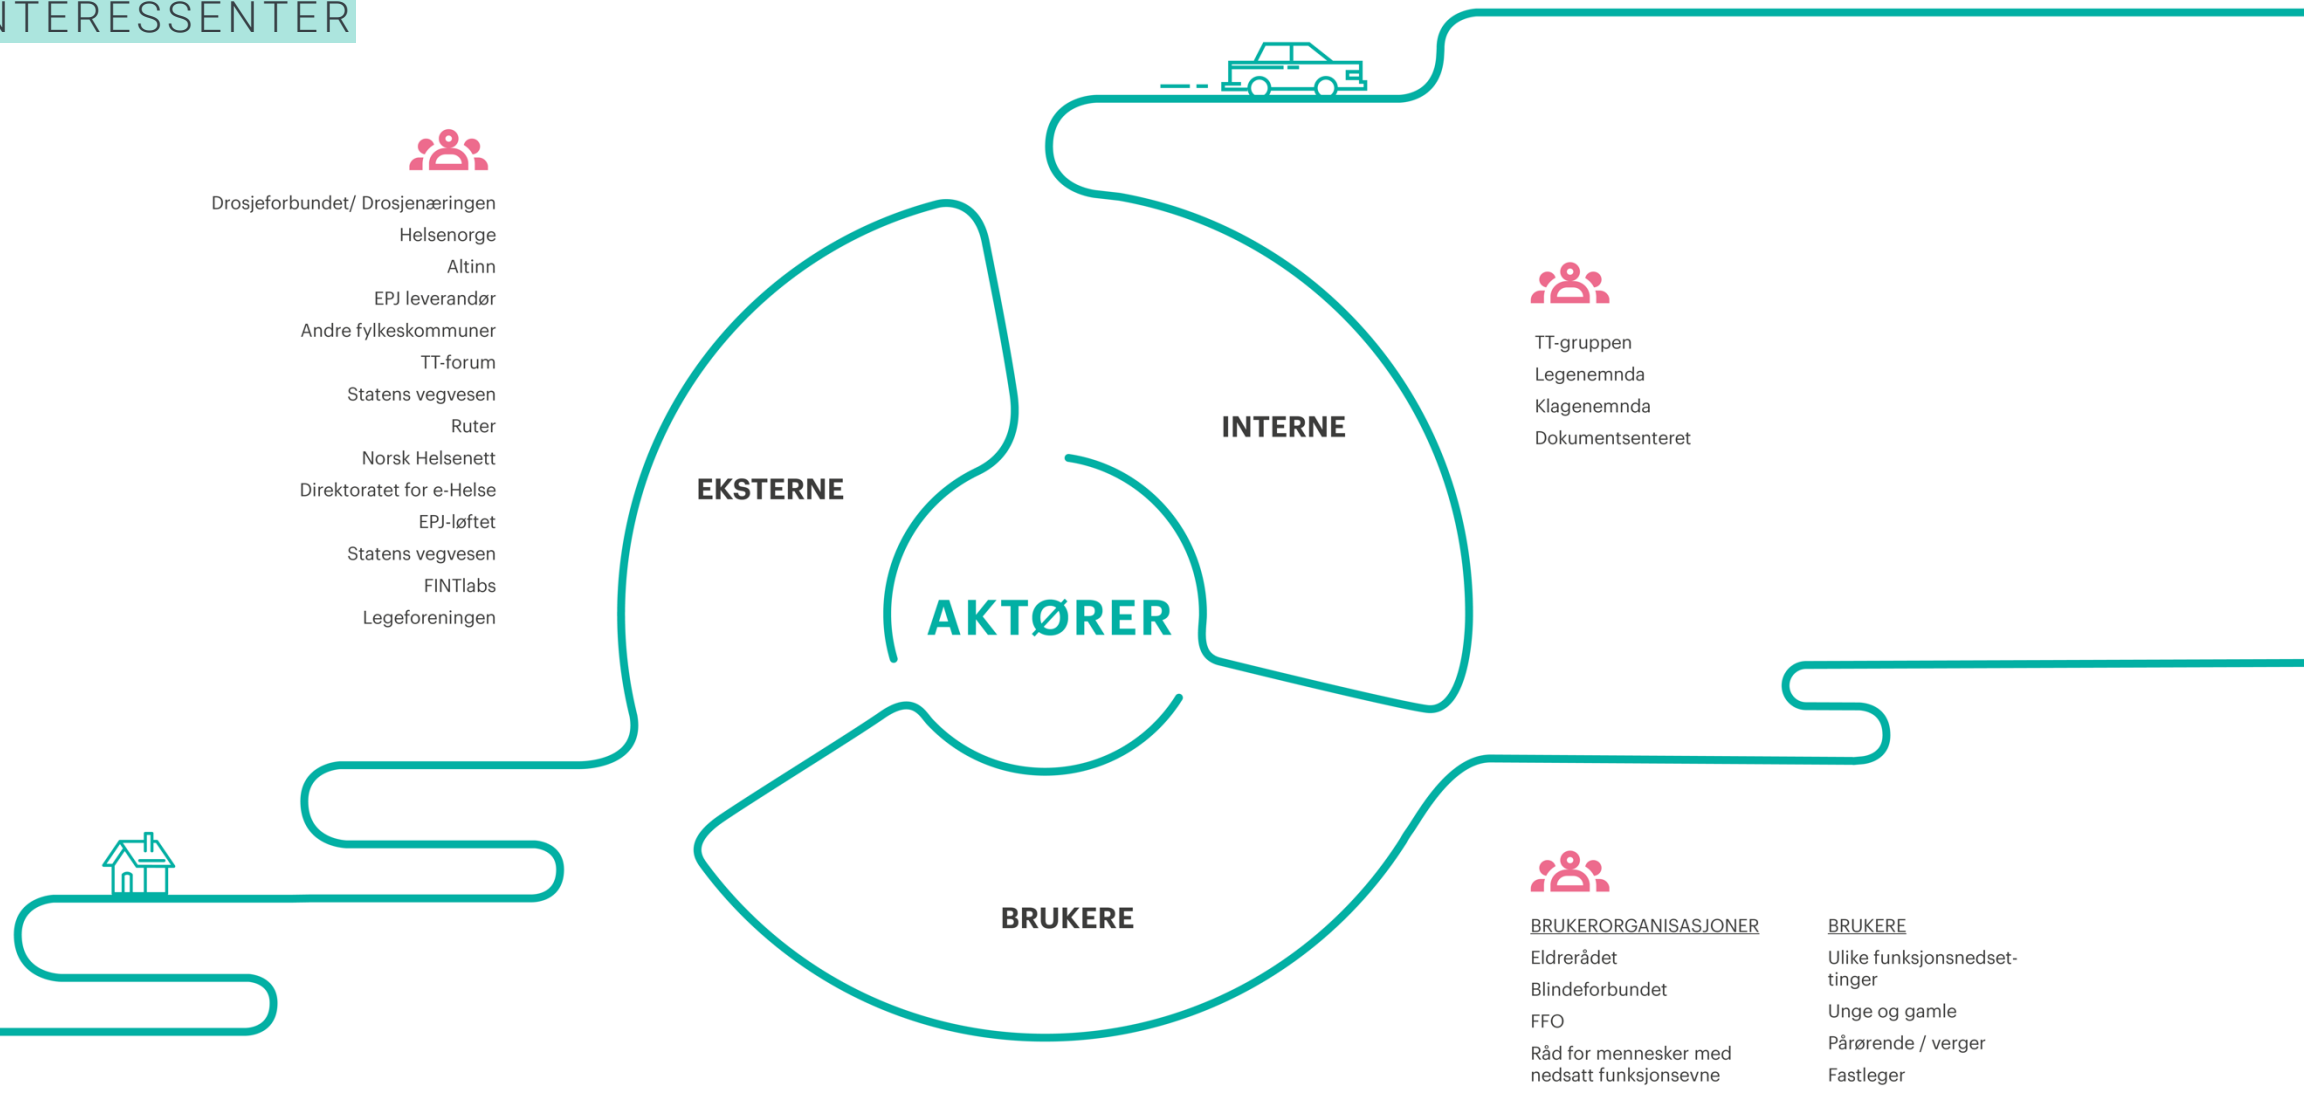 NTERESSENTER
Drosjeforbundet/ Drosjenæringen
Helsenorge
Altinn
EPJ leverandør
Andre fylkeskommuner
TT-forum
Statens vegvesen
Ruter
Norsk Helsenett
Direktoratet for e-Helse
EPJ-løftet
Statens vegvesen
FINTlabs
Legeforeningen
EKSTERNE
INTERNE
AKTØRER
BRUKERE
TT-gruppen
Legenemnda
Klagenemnda
Dokumentsenteret
BRUKERORGANISASJONER
Eldrerådet
Blindeforbundet
FFO
Råd for mennesker med
nedsatt funksjonsevne
BRUKERE
Ulike funksjonsnedset-
tinger
Unge og gamle
Pårørende / verger
Fastleger